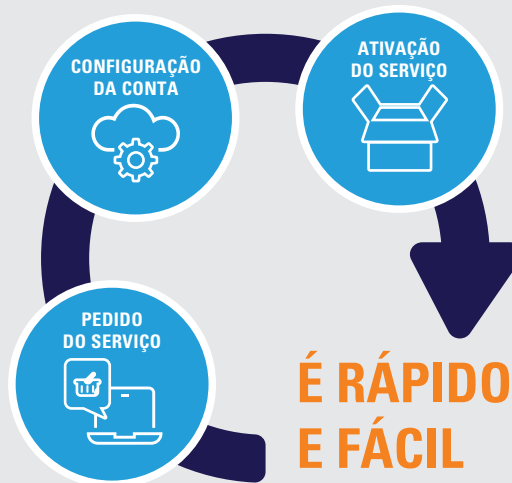 CONFIGURAÇÃO
DA CONTA
ATIVAÇÃO
DO SERVIÇO
PEDIDO
DO SERVIÇO
É RÁPIDO
E FÁCIL